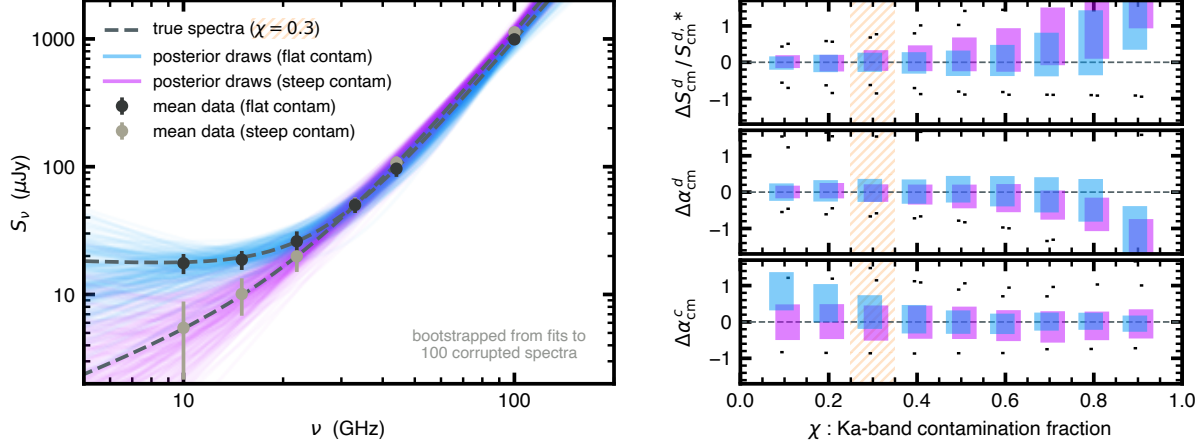 true spectra (χ = 0.3)
posterior draws (flat contam)
posterior draws (steep contam)
mean data (flat contam)
mean data (steep contam)
1000
100
10
S_ν (μJy)
bootstrapped from fits to
100 corrupted spectra
10
100
ν (GHz)
1
0
−1
ΔS^d_cm / S^{d,*}_cm
1
0
−1
Δα^d_cm
1
0
−1
Δα^c_cm
0.0 0.2 0.4 0.6 0.8 1.0
χ : Ka-band contamination fraction